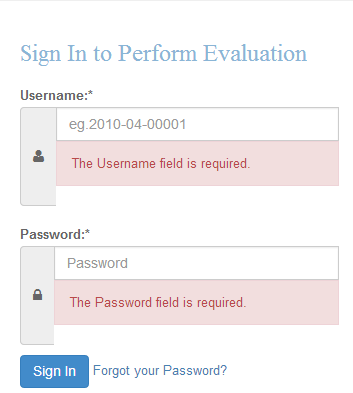 Sign In to Perform Evaluation
Username:*
eg.2010-04-00001
The Username field is required.
Password:*
Password
The Password field is required.
Sign In Forgot your Password?